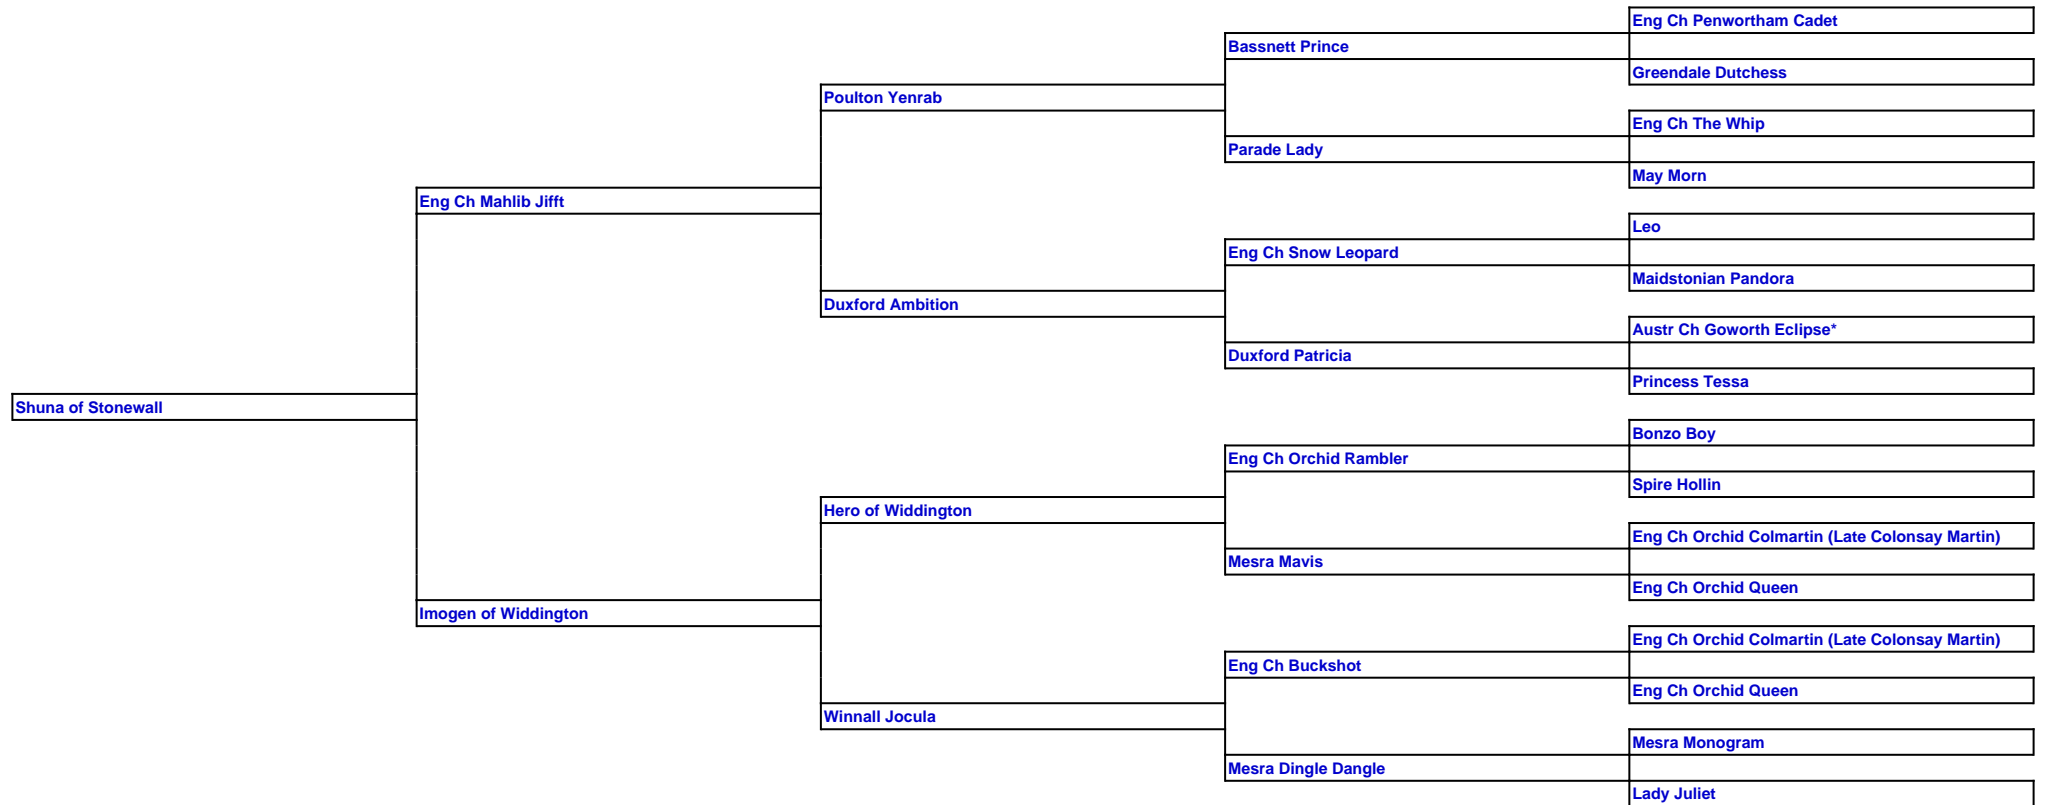 Eng Ch Penwortham Cadet
Bassnett Prince
Greendale Dutchess
Poulton Yenrab
Eng Ch The Whip
Parade Lady
May Morn
Eng Ch Mahlib Jifft
Leo
Eng Ch Snow Leopard
Maidstonian Pandora
Duxford Ambition
Austr Ch Goworth Eclipse*
Duxford Patricia
Princess Tessa
Shuna of Stonewall
Bonzo Boy
Eng Ch Orchid Rambler
Spire Hollin
Hero of Widdington
Eng Ch Orchid Colmartin (Late Colonsay Martin)
Mesra Mavis
Eng Ch Orchid Queen
Imogen of Widdington
Eng Ch Orchid Colmartin (Late Colonsay Martin)
Eng Ch Buckshot
Eng Ch Orchid Queen
Winnall Jocula
Mesra Monogram
Mesra Dingle Dangle
Lady Juliet